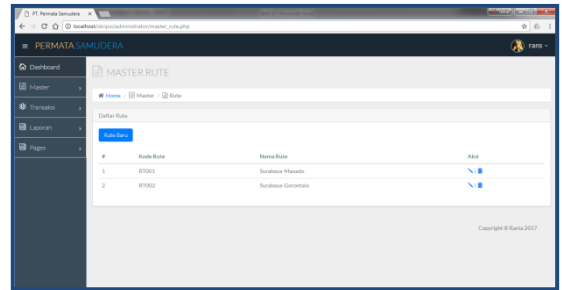 PT. Permata Samudera
localhost/skripsi/administrator/master_rute.php
PERMATA SAMUDERA
rans
Dashboard
MASTER RUTE
Master
Home / Master / Rute
Transaksi
Daftar Rute
Laporan
Rute Baru
Pages
# Kode Rute Nama Rute Aksi
1 RT001 Surabaya-Manado
2 RT002 Surabaya-Gorontalo
Copyright © Rania 2017